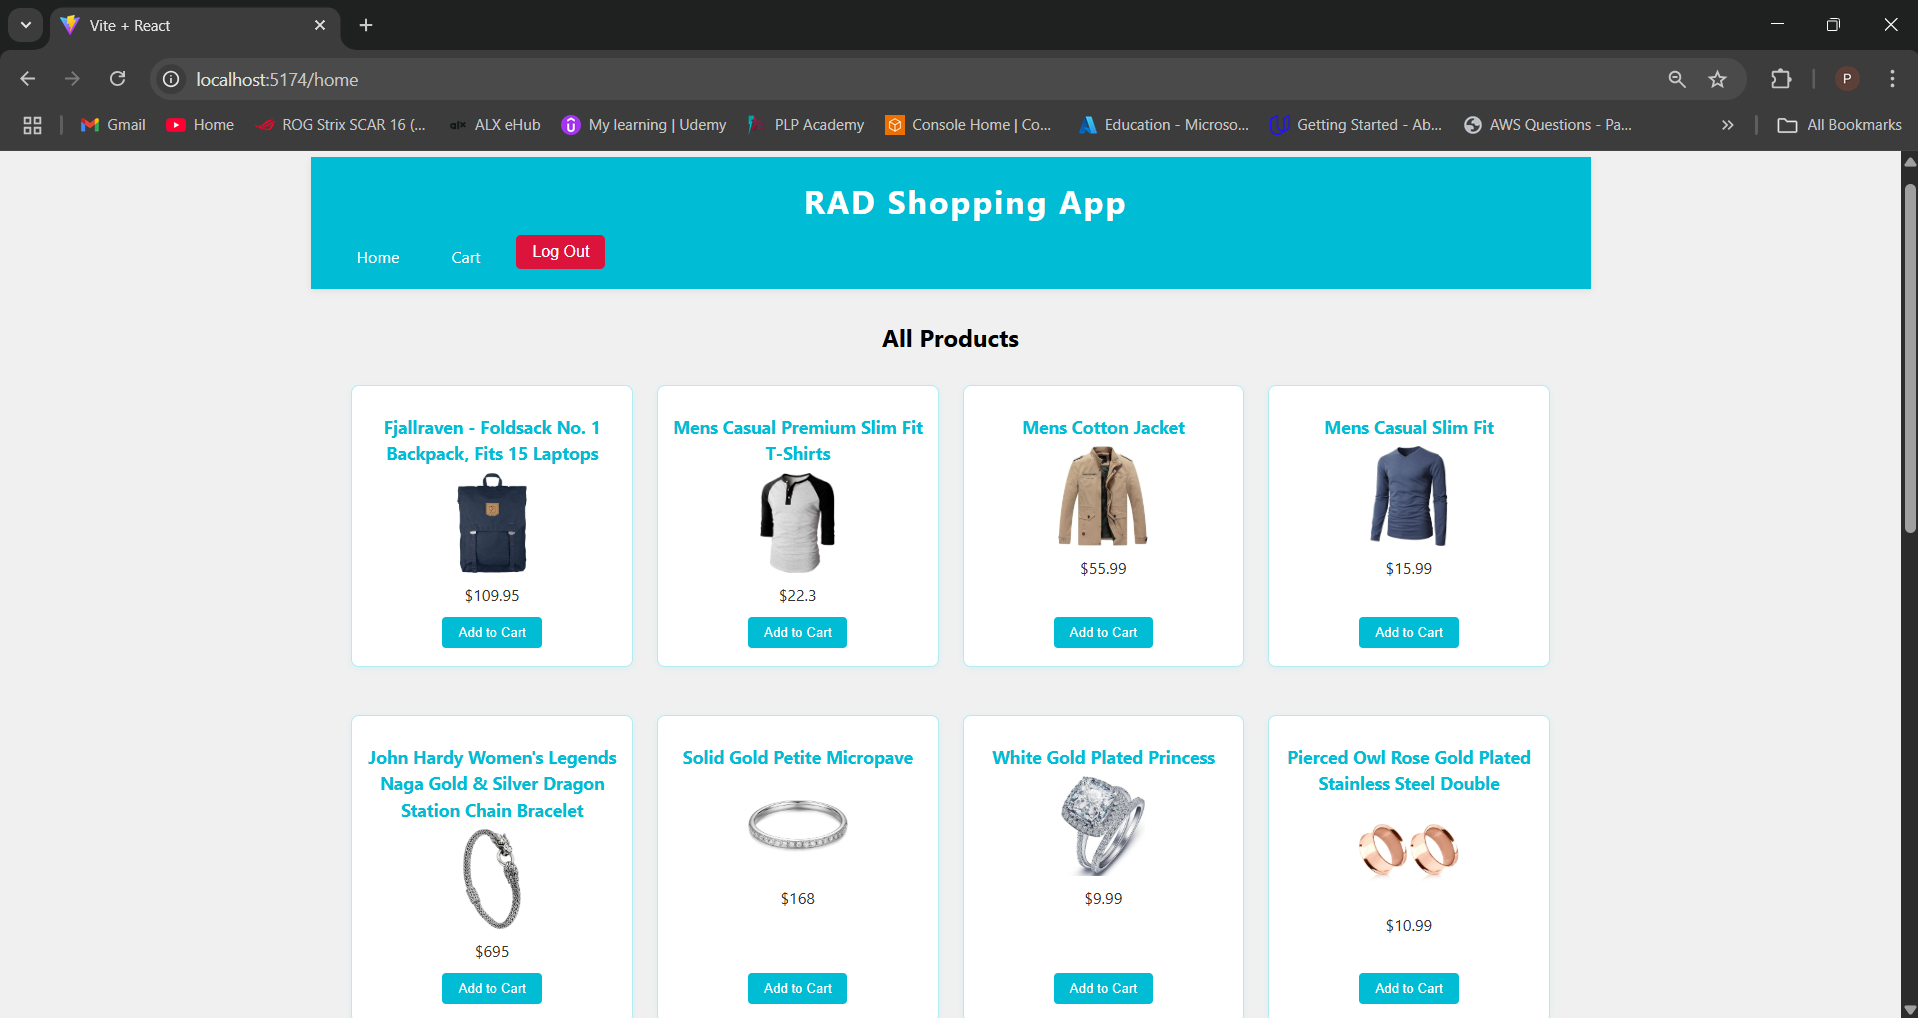 Vite + React
localhost:5174/home
P
Gmail
Home
ROG Strix SCAR 16 (...
alx ALX eHub
My learning | Udemy
PLP Academy
Console Home | Co...
Education - Microso...
Getting Started - Ab...
AWS Questions - Pa...
All Bookmarks
RAD Shopping App
Home
Cart
Log Out
All Products
Fjallraven - Foldsack No. 1
Backpack, Fits 15 Laptops
$109.95
Add to Cart
Mens Casual Premium Slim Fit
T-Shirts
$22.3
Add to Cart
Mens Cotton Jacket
$55.99
Add to Cart
Mens Casual Slim Fit
$15.99
Add to Cart
John Hardy Women's Legends
Naga Gold & Silver Dragon
Station Chain Bracelet
$695
Add to Cart
Solid Gold Petite Micropave
$168
Add to Cart
White Gold Plated Princess
$9.99
Add to Cart
Pierced Owl Rose Gold Plated
Stainless Steel Double
$10.99
Add to Cart